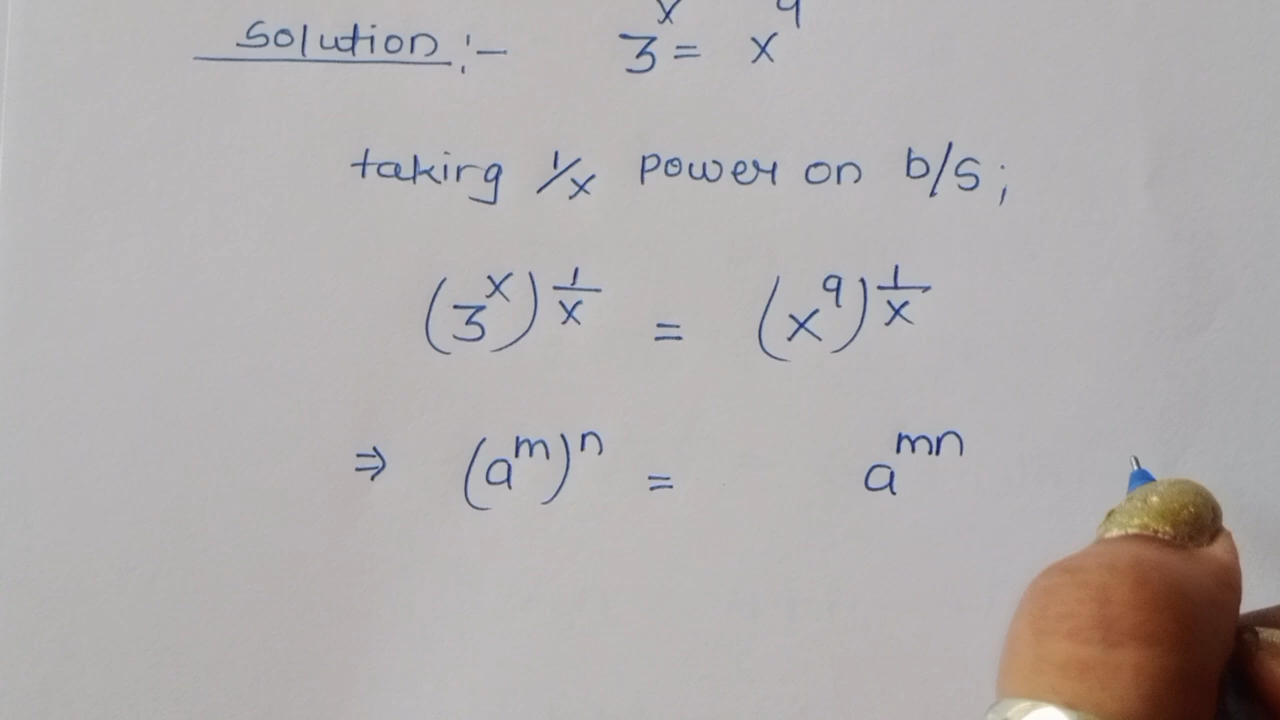 Solution :- 3^x = x^9
taking 1/x power on b/s ;
(3^x)^(1/x) = (x^9)^(1/x)
⇒ (a^m)^n = a^mn